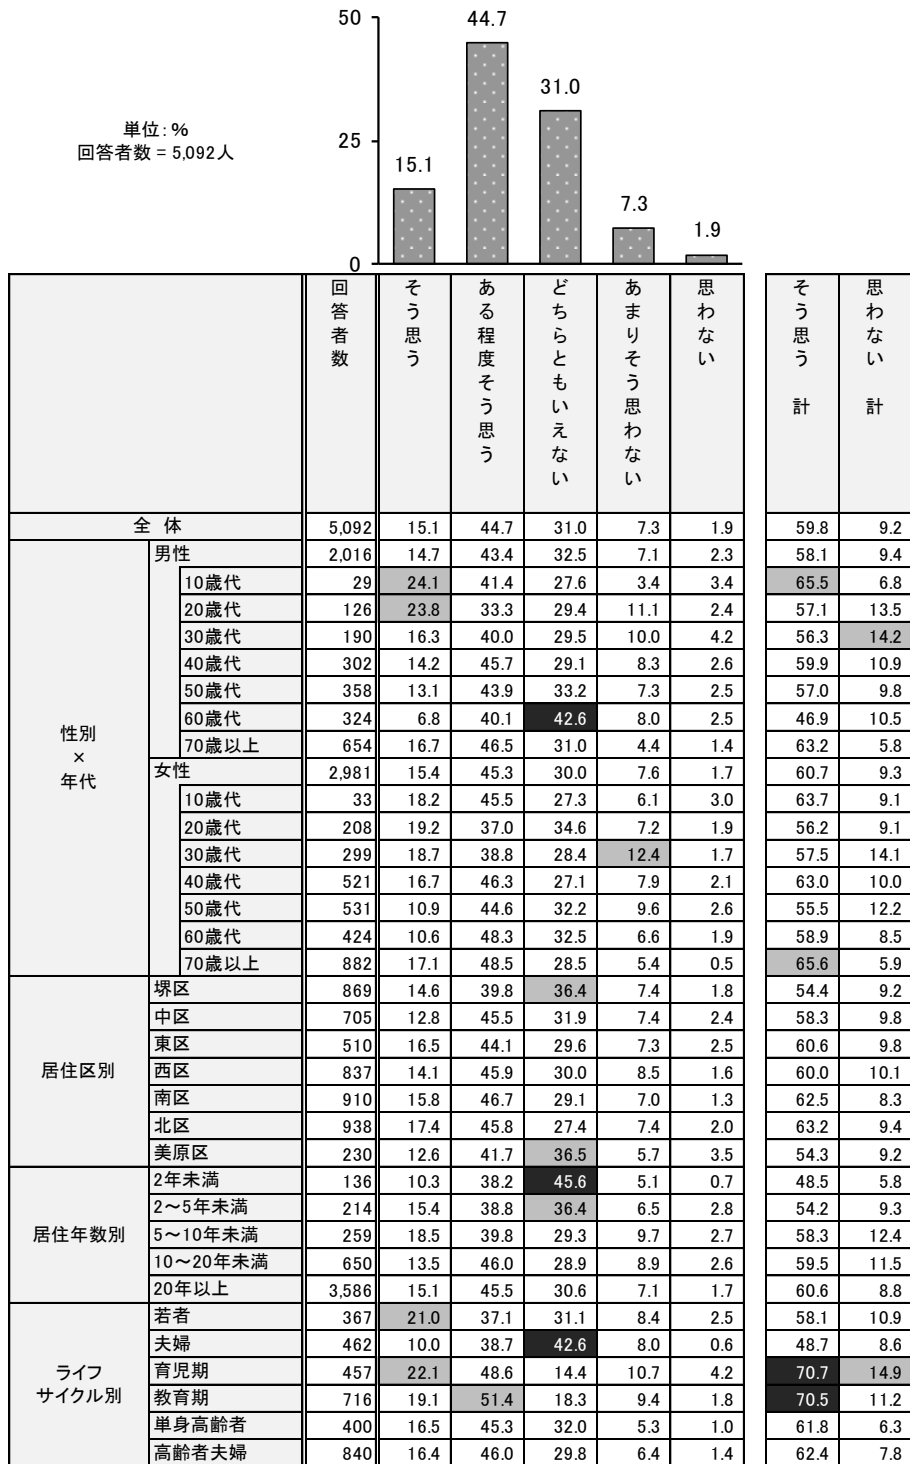 50
44.7
31.0
単位：％
回答者数 = 5,092人
25
15.1
7.3
1.9
0
回答者数 そう思う ある程度そう思う どちらともいえない あまりそう思わない 思わない そう思う 計 思わない 計
全 体 5,092 15.1 44.7 31.0 7.3 1.9 59.8 9.2
性別×年代
男性 2,016 14.7 43.4 32.5 7.1 2.3 58.1 9.4
10歳代 29 24.1 41.4 27.6 3.4 3.4 65.5 6.8
20歳代 126 23.8 33.3 29.4 11.1 2.4 57.1 13.5
30歳代 190 16.3 40.0 29.5 10.0 4.2 56.3 14.2
40歳代 302 14.2 45.7 29.1 8.3 2.6 59.9 10.9
50歳代 358 13.1 43.9 33.2 7.3 2.5 57.0 9.8
60歳代 324 6.8 40.1 42.6 8.0 2.5 46.9 10.5
70歳以上 654 16.7 46.5 31.0 4.4 1.4 63.2 5.8
女性 2,981 15.4 45.3 30.0 7.6 1.7 60.7 9.3
10歳代 33 18.2 45.5 27.3 6.1 3.0 63.7 9.1
20歳代 208 19.2 37.0 34.6 7.2 1.9 56.2 9.1
30歳代 299 18.7 38.8 28.4 12.4 1.7 57.5 14.1
40歳代 521 16.7 46.3 27.1 7.9 2.1 63.0 10.0
50歳代 531 10.9 44.6 32.2 9.6 2.6 55.5 12.2
60歳代 424 10.6 48.3 32.5 6.6 1.9 58.9 8.5
70歳以上 882 17.1 48.5 28.5 5.4 0.5 65.6 5.9
居住区別
堺区 869 14.6 39.8 36.4 7.4 1.8 54.4 9.2
中区 705 12.8 45.5 31.9 7.4 2.4 58.3 9.8
東区 510 16.5 44.1 29.6 7.3 2.5 60.6 9.8
西区 837 14.1 45.9 30.0 8.5 1.6 60.0 10.1
南区 910 15.8 46.7 29.1 7.0 1.3 62.5 8.3
北区 938 17.4 45.8 27.4 7.4 2.0 63.2 9.4
美原区 230 12.6 41.7 36.5 5.7 3.5 54.3 9.2
居住年数別
2年未満 136 10.3 38.2 45.6 5.1 0.7 48.5 5.8
2～5年未満 214 15.4 38.8 36.4 6.5 2.8 54.2 9.3
5～10年未満 259 18.5 39.8 29.3 9.7 2.7 58.3 12.4
10～20年未満 650 13.5 46.0 28.9 8.9 2.6 59.5 11.5
20年以上 3,586 15.1 45.5 30.6 7.1 1.7 60.6 8.8
ライフサイクル別
若者 367 21.0 37.1 31.1 8.4 2.5 58.1 10.9
夫婦 462 10.0 38.7 42.6 8.0 0.6 48.7 8.6
育児期 457 22.1 48.6 14.4 10.7 4.2 70.7 14.9
教育期 716 19.1 51.4 18.3 9.4 1.8 70.5 11.2
単身高齢者 400 16.5 45.3 32.0 5.3 1.0 61.8 6.3
高齢者夫婦 840 16.4 46.0 29.8 6.4 1.4 62.4 7.8